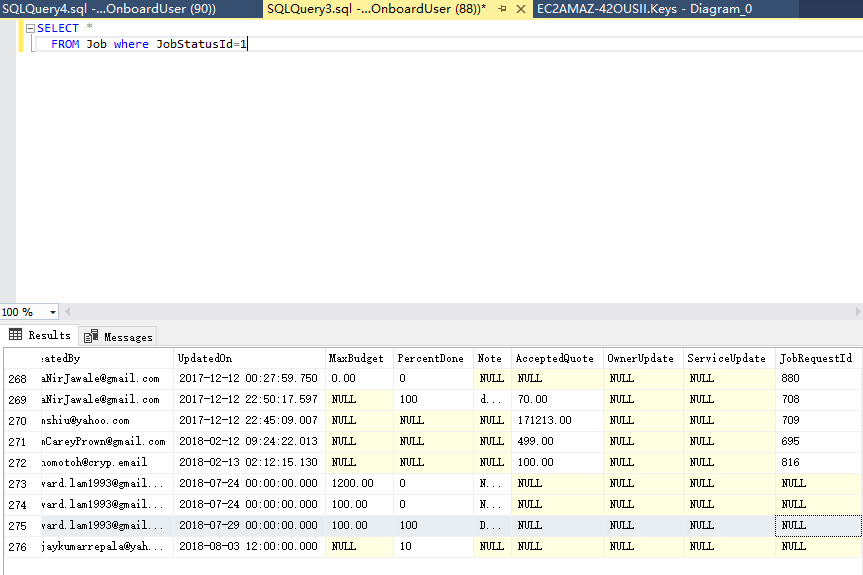 SQLQuery4.sql -...OnboardUser (90)) SQLQuery3.sql -...OnboardUser (88))* EC2AMAZ-42OUSII.Keys - Diagram_0
SELECT *
FROM Job where JobStatusId=1
100 %
Results Messages
atedBy UpdatedOn MaxBudget PercentDone Note AcceptedQuote OwnerUpdate ServiceUpdate JobRequestId
268 aNirJawale@gmail.com 2017-12-12 00:27:59.750 0.00 0 NULL NULL NULL NULL 880
269 aNirJawale@gmail.com 2017-12-12 22:50:17.597 NULL 100 d... 70.00 NULL NULL 708
270 nshiu@yahoo.com 2017-12-12 22:45:09.007 NULL NULL NULL 171213.00 NULL NULL 709
271 nCareyPrown@gmail.com 2018-02-12 09:24:22.013 NULL NULL NULL 499.00 NULL NULL 695
272 nomotoh@cryp.email 2018-02-13 02:12:15.130 NULL NULL NULL 100.00 NULL NULL 816
273 ward.lam1993@gmail... 2018-07-24 00:00:00.000 1200.00 0 N... NULL NULL NULL NULL
274 ward.lam1993@gmail... 2018-07-24 00:00:00.000 100.00 0 N... NULL NULL NULL NULL
275 ward.lam1993@gmail... 2018-07-29 00:00:00.000 100.00 100 D... NULL NULL NULL NULL
276 jaykumarrepala@yah... 2018-08-03 12:00:00.000 NULL 10 NULL NULL NULL NULL NULL